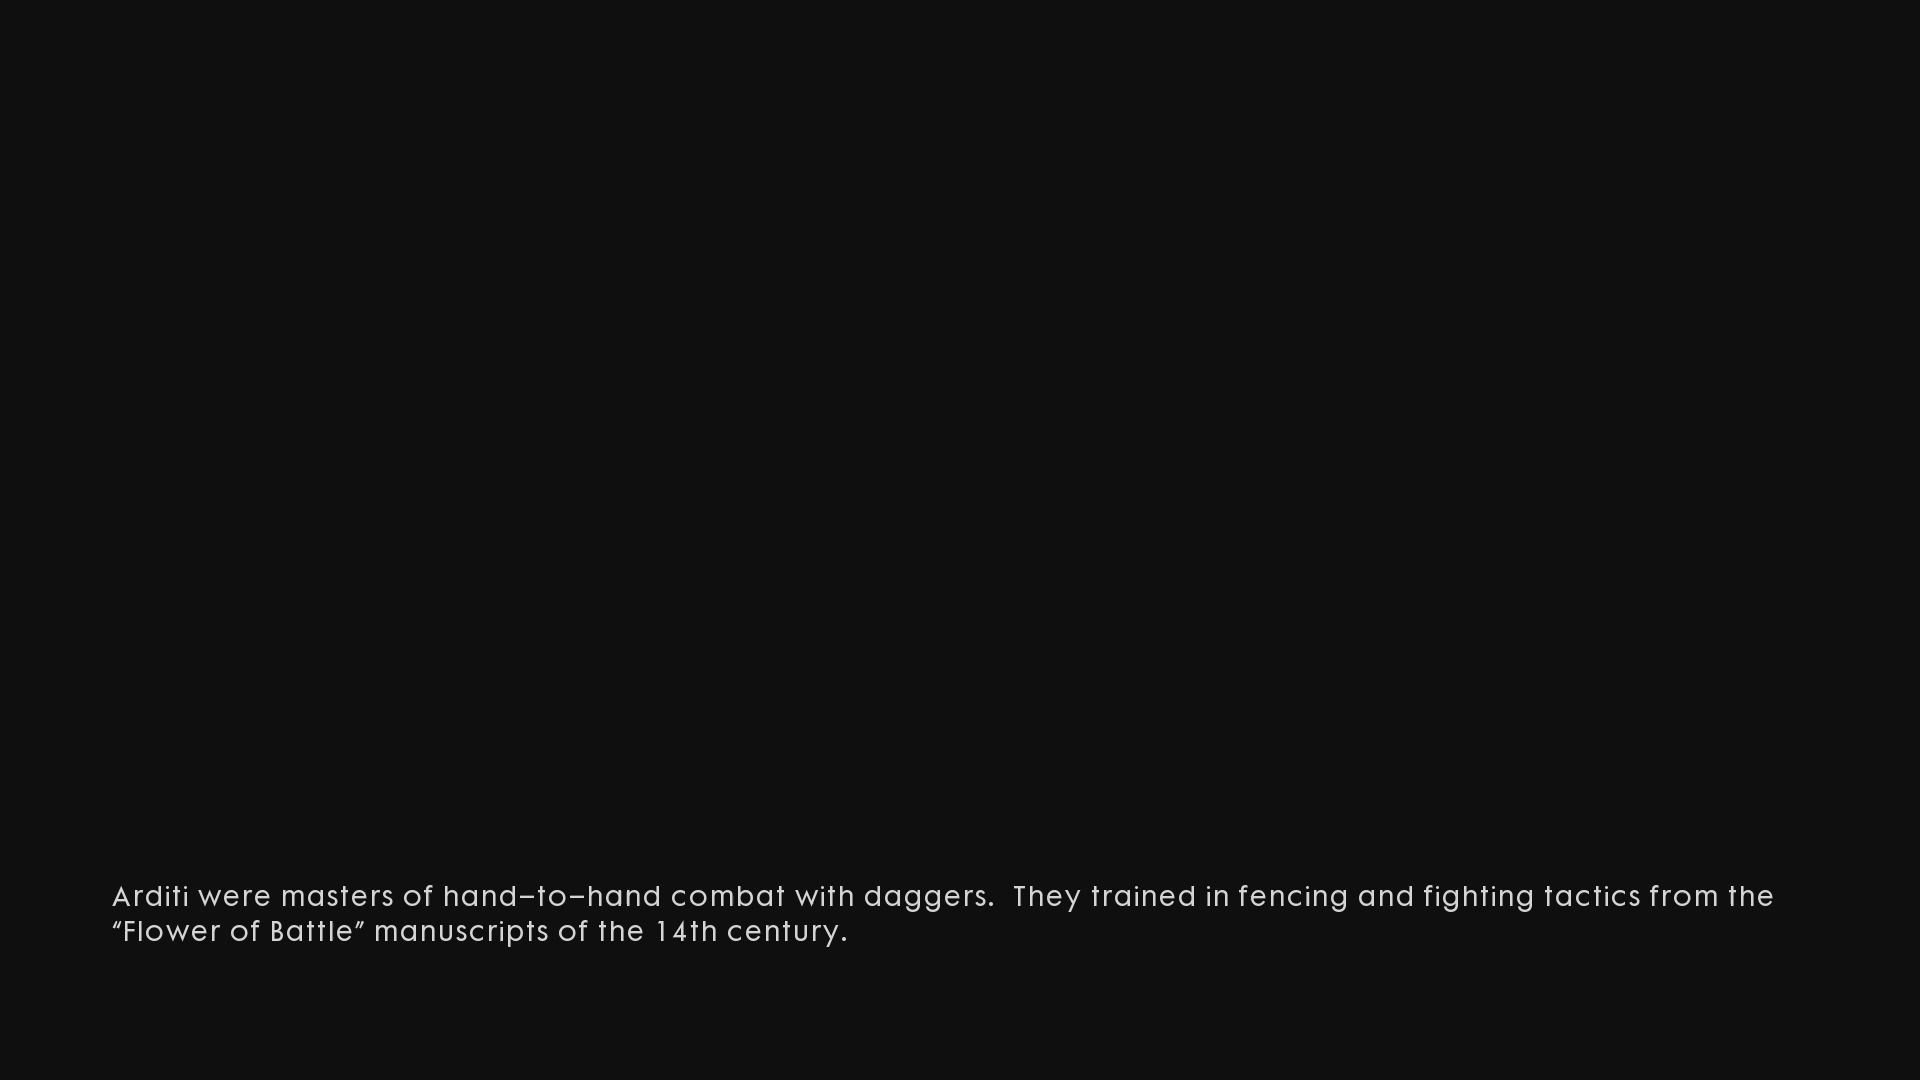 Arditi were masters of hand-to-hand combat with daggers.  They trained in fencing and fighting tactics from the
“Flower of Battle” manuscripts of the 14th century.